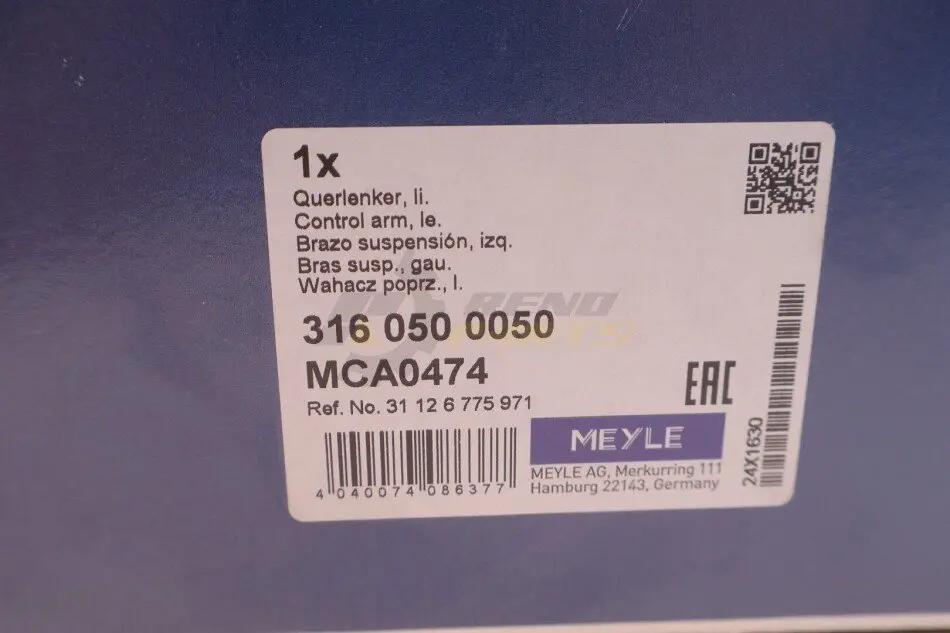 1x
Querlenker, li.
Control arm, le.
Brazo suspensión, izq.
Bras susp., gau.
Wahacz poprz., l.
RENO
PARTS
316 050 0050
MCA0474
Ref. No. 31 12 6 775 971
EAC
MEYLE
MEYLE AG, Merkurring 111
Hamburg 22143, Germany
4 040074 086377
24X1630